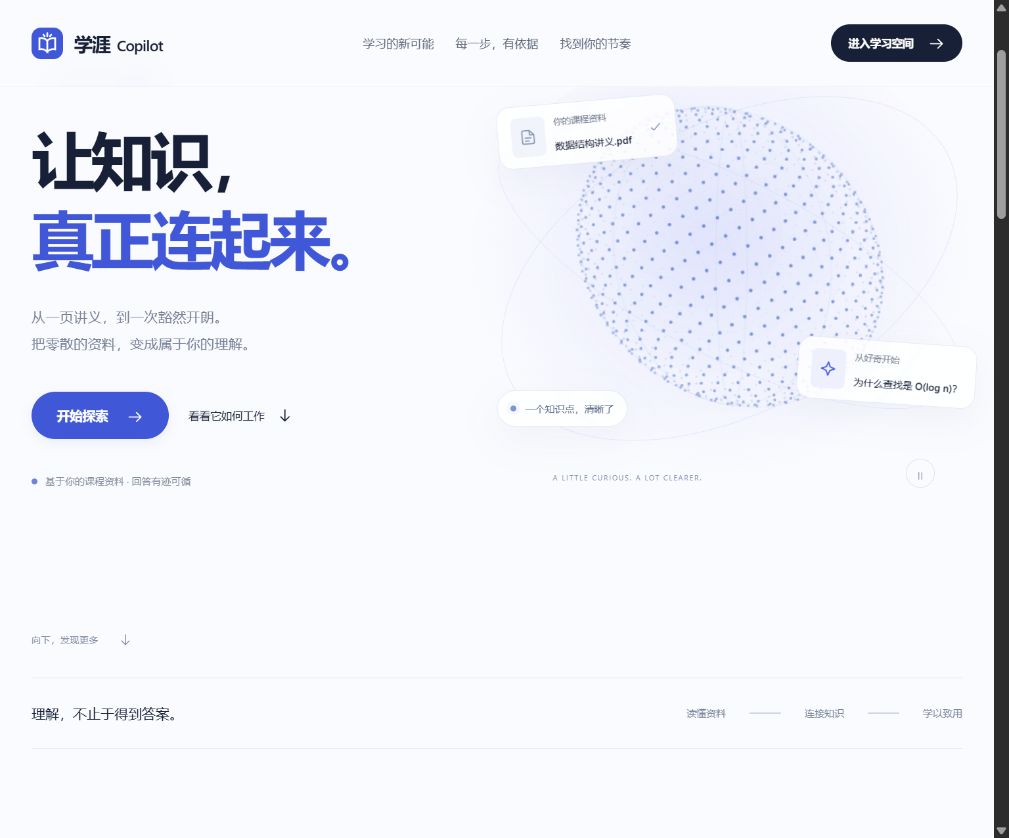 学涯 Copilot
学习的新可能
每一步，有依据
找到你的节奏
进入学习空间
让知识，
真正连起来。
从一页讲义，到一次豁然开朗。
把零散的资料，变成属于你的理解。
开始探索
看看它如何工作
基于你的课程资料 · 回答有迹可循
你的课程资料
数据结构讲义.pdf
从好奇开始
为什么查找是 O(log n)?
一个知识点，清晰了
A LITTLE CURIOUS. A LOT CLEARER.
向下，发现更多
理解，不止于得到答案。
读懂资料
连接知识
学以致用